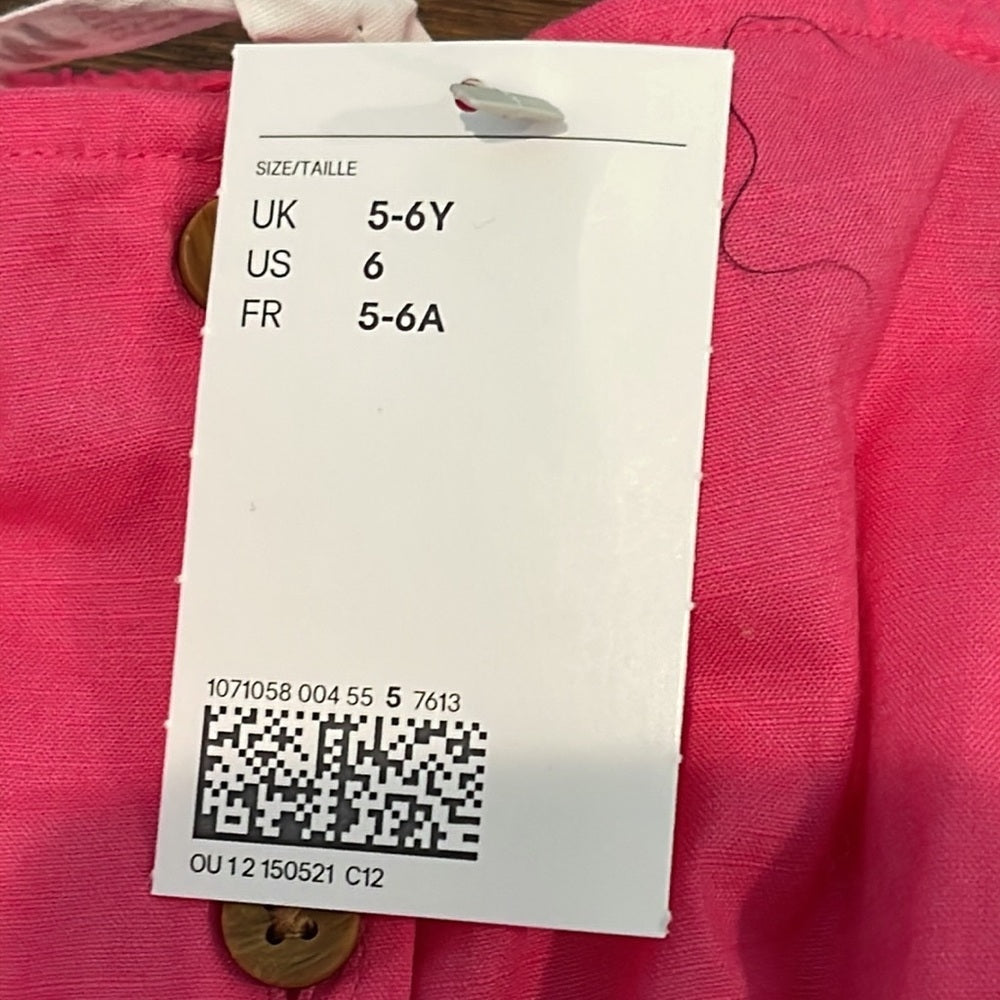 SIZE/TAILLE
UK 5-6Y
US 6
FR 5-6A
1071058 004 55 5 7613
OU 1 2 150521 C12